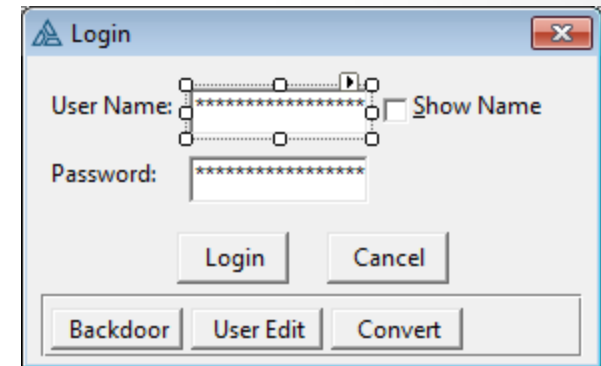 Login
User Name: ***************** Show Name
Password: *****************
Login Cancel
Backdoor User Edit Convert